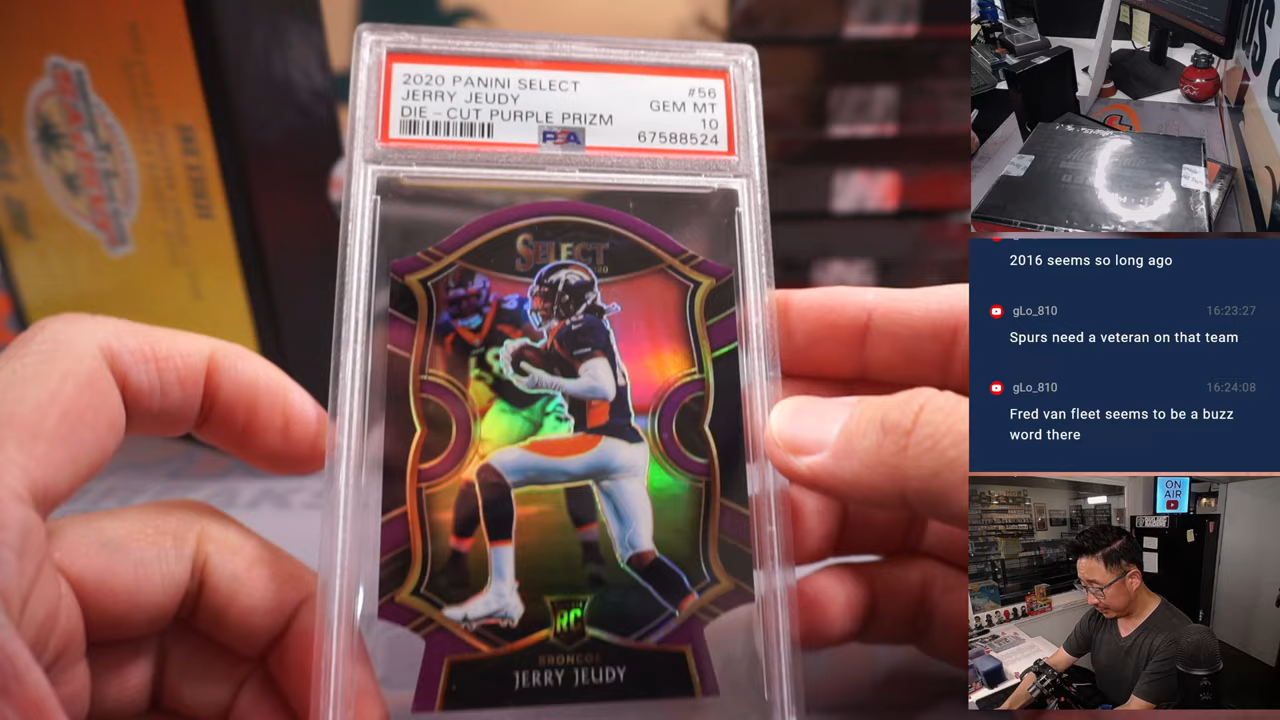 2020 PANINI SELECT
JERRY JEUDY
DIE-CUT PURPLE PRIZM
#56
GEM MT
10
67588524
PSA
SELECT
RC
BRONCOS
JERRY JEUDY
2016 seems so long ago
gLo_810 16:23:27
Spurs need a veteran on that team
gLo_810 16:24:08
Fred van fleet seems to be a buzz
word there
ON
AIR